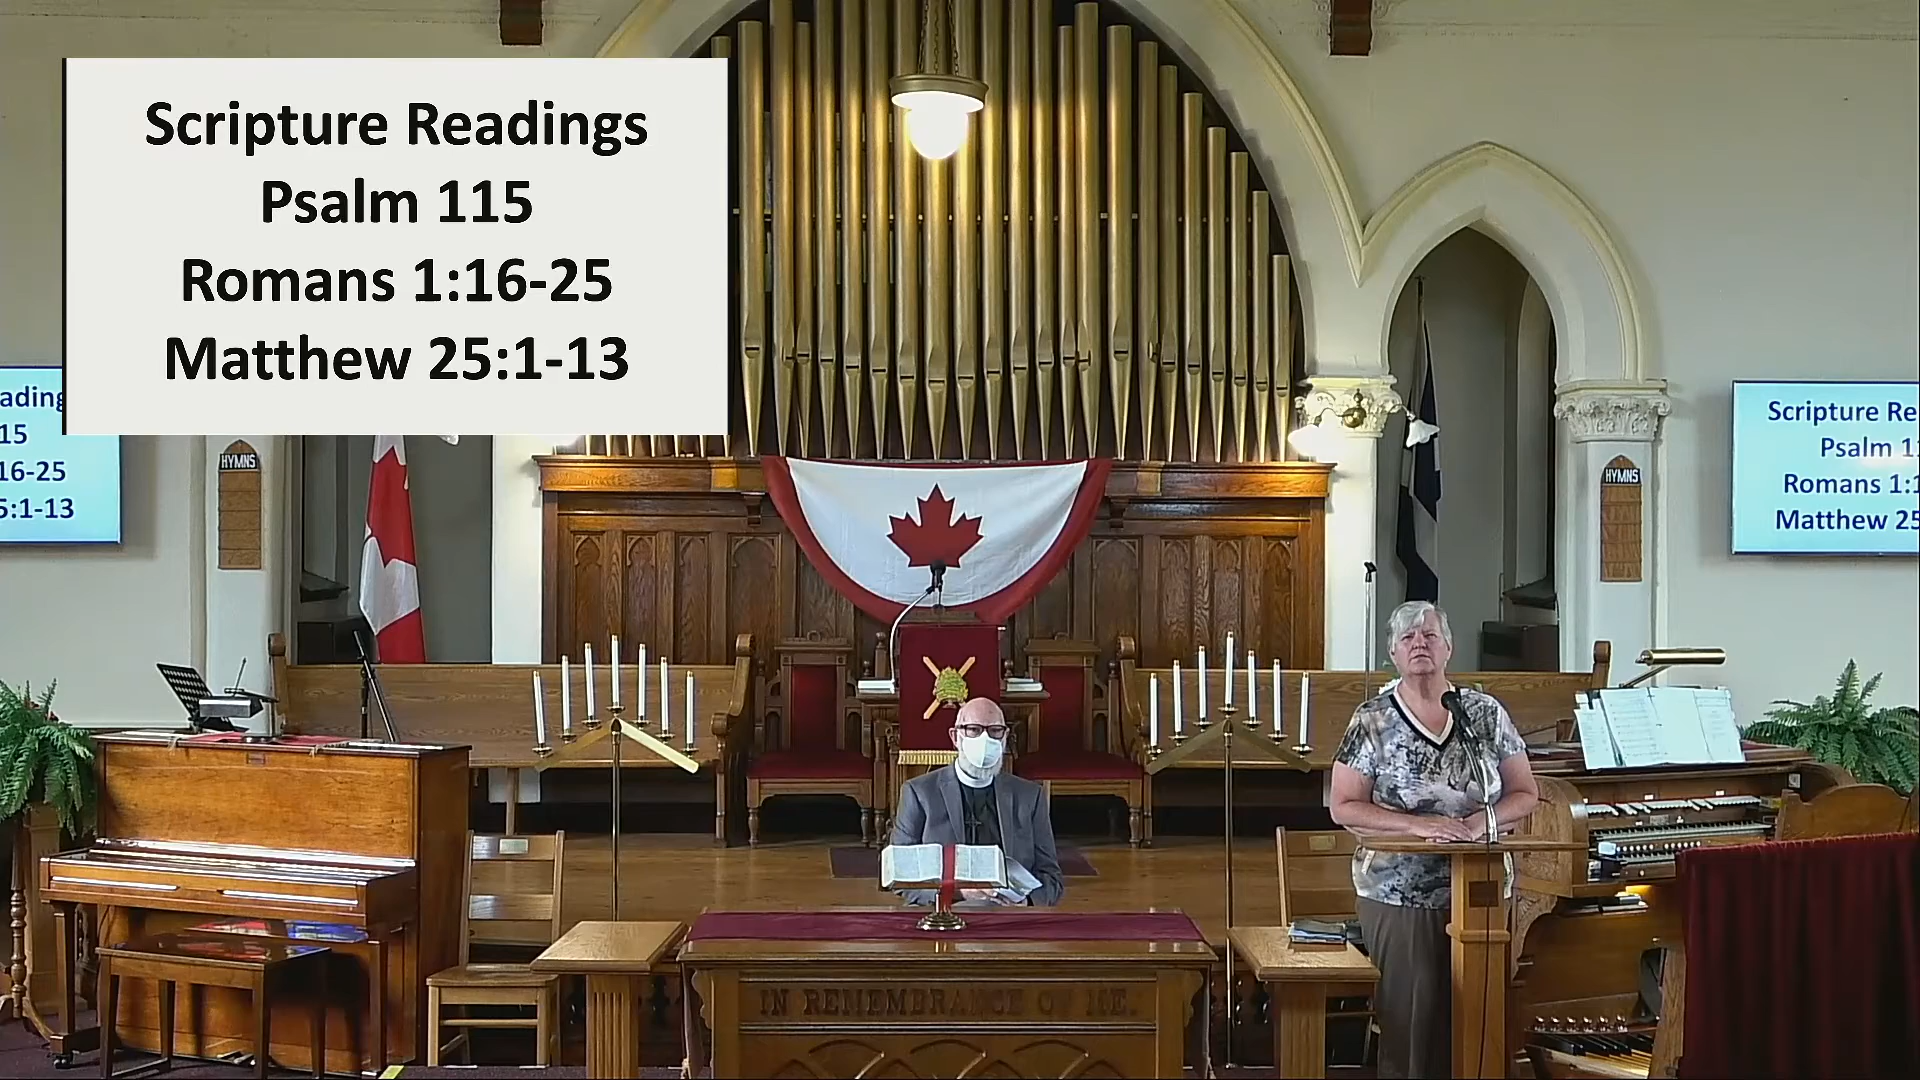 Scripture Readings
Psalm 115
Romans 1:16-25
Matthew 25:1-13
ading
15
16-25
5:1-13
HYMNS
HYMNS
Scripture Re
Psalm 1
Romans 1:1
Matthew 25
IN REMEMBRANCE OF ME.